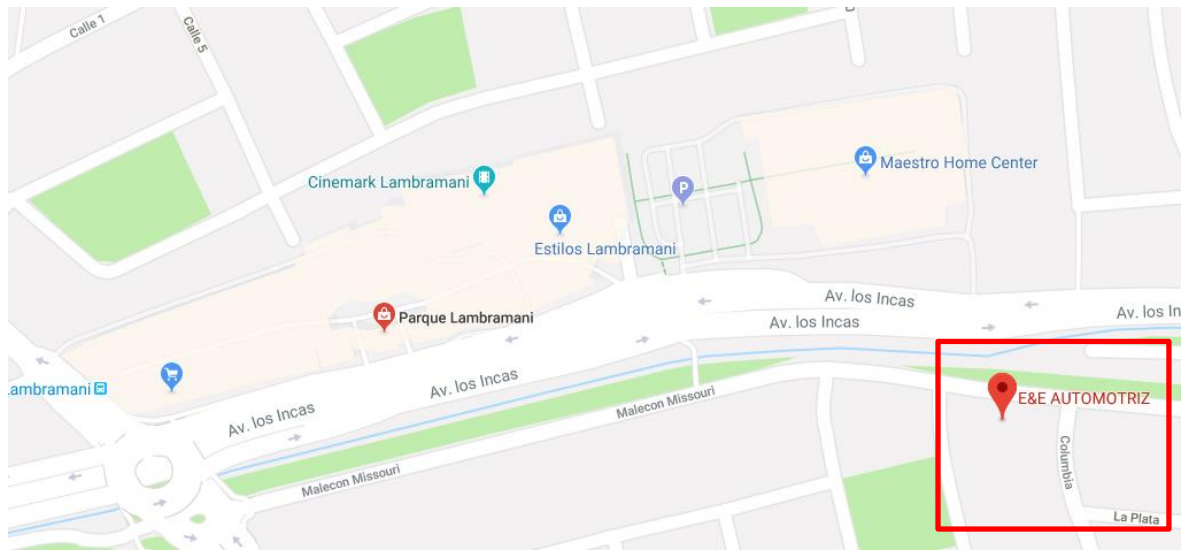 Calle 1
Calle 5
Cinemark Lambramani
Maestro Home Center
P
Estilos Lambramani
Parque Lambramani
Av. los Incas
Av. los Incas
Av. los In
Av. los Incas
Av. los Incas
ambramani
Malecon Missouri
Malecon Missouri
E&E AUTOMOTRIZ
Columbia
La Plata